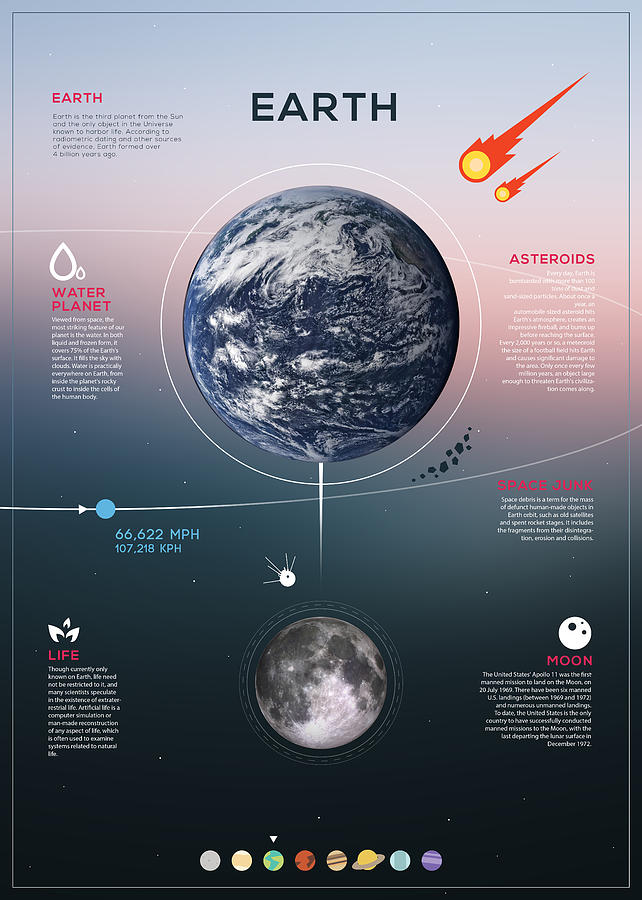 EARTH
EARTH
Earth is the third planet from the Sun
and the only object in the Universe
known to harbor life. According to
radiometric dating and other sources
of evidence, Earth formed over
4 billion years ago.
WATER
PLANET
Viewed from space, the
most striking feature of our
planet is the water. In both
liquid and frozen form, it
covers 75% of the Earth's
surface. It fills the sky with
clouds. Water is practically
everywhere on Earth, from
inside the planet's rocky
crust to inside the cells of
the human body.
ASTEROIDS
Every day, Earth is
bombarded with more than 100
tons of dust and
sand-sized particles. About once a
year, an
automobile-sized asteroid hits
Earth's atmosphere, creates an
impressive fireball, and burns up
before reaching the surface.
Every 2,000 years or so, a meteoroid
the size of a football field hits Earth
and causes significant damage to
the area. Only once every few
million years, an object large
enough to threaten Earth's civiliza-
tion comes along.
SPACE JUNK
Space debris is a term for the mass
of defunct human-made objects in
Earth orbit, such as old satellites
and spent rocket stages. It includes
the fragments from their disintegra-
tion, erosion and collisions.
66,622 MPH
107,218 KPH
LIFE
Though currently only
known on Earth, life need
not be restricted to it, and
many scientists speculate
in the existence of extrater-
restrial life. Artificial life is a
computer simulation or
man-made reconstruction
of any aspect of life, which
is often used to examine
systems related to natural
life.
MOON
The United States' Apollo 11 was the first
manned mission to land on the Moon, on
20 July 1969. There have been six manned
U.S. landings (between 1969 and 1972)
and numerous unmanned landings.
To date, the United States is the only
country to have successfully conducted
manned missions to the Moon, with the
last departing the lunar surface in
December 1972.